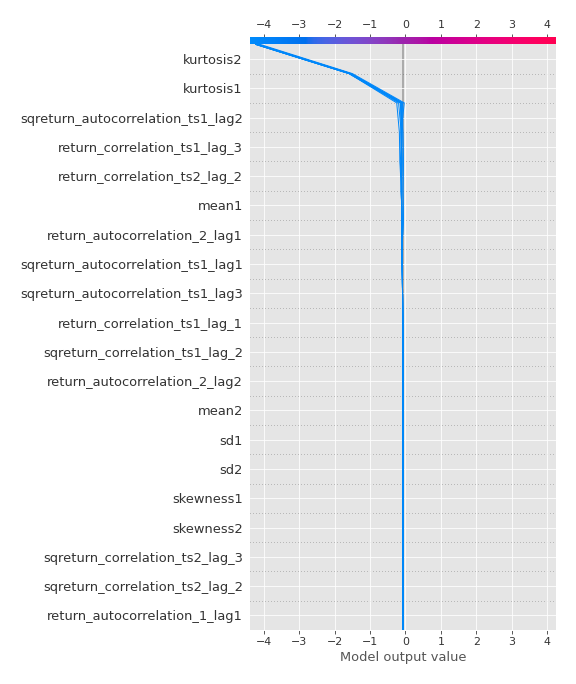 −4 −3 −2 −1 0 1 2 3 4
kurtosis2
kurtosis1
sqreturn_autocorrelation_ts1_lag2
return_correlation_ts1_lag_3
return_correlation_ts2_lag_2
mean1
return_autocorrelation_2_lag1
sqreturn_autocorrelation_ts1_lag1
sqreturn_autocorrelation_ts1_lag3
return_correlation_ts1_lag_1
sqreturn_correlation_ts1_lag_2
return_autocorrelation_2_lag2
mean2
sd1
sd2
skewness1
skewness2
sqreturn_correlation_ts2_lag_3
sqreturn_correlation_ts2_lag_2
return_autocorrelation_1_lag1
−4 −3 −2 −1 0 1 2 3 4
Model output value